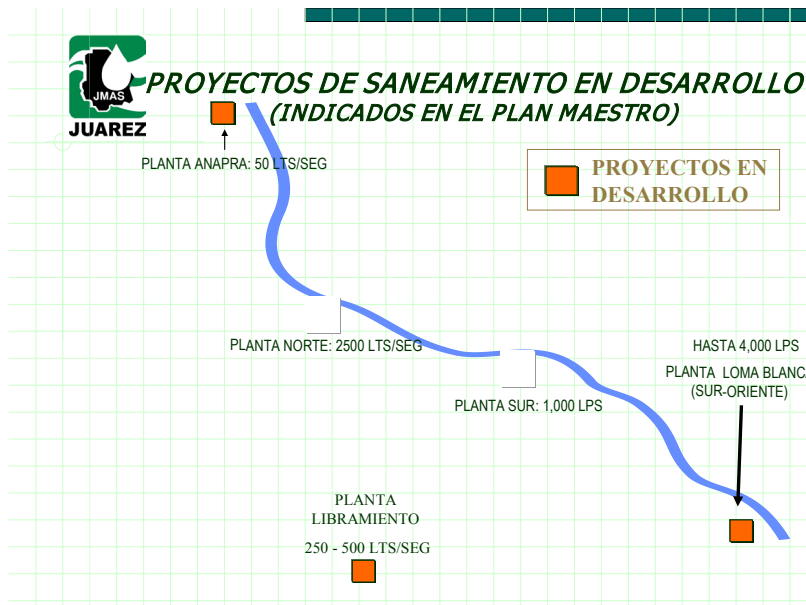 JMAS
JUAREZ
PROYECTOS DE SANEAMIENTO EN DESARROLLO
(INDICADOS EN EL PLAN MAESTRO)
PLANTA ANAPRA: 50 LTS/SEG
PROYECTOS EN
DESARROLLO
PLANTA NORTE: 2500 LTS/SEG
HASTA 4,000 LPS
PLANTA LOMA BLANCA
(SUR-ORIENTE)
PLANTA SUR: 1,000 LPS
PLANTA
LIBRAMIENTO
250 - 500 LTS/SEG